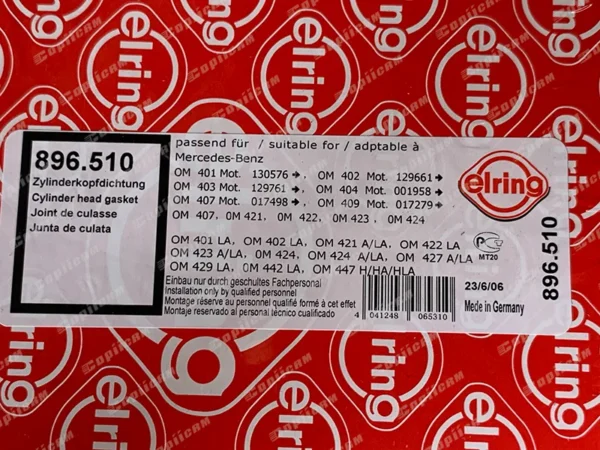 896.510
Zylinderkopfdichtung
Cylinder head gasket
Joint de culasse
Junta de culata
passend für / suitable for / adptable à
Mercedes-Benz
OM 401 Mot. 130576 →, OM 402 Mot. 129661 →,
OM 403 Mot. 129761 →, OM 404 Mot. 001958 →,
OM 407 Mot. 017498 →, OM 409 Mot. 017279 →,
OM 407, OM 421, OM 422, OM 423, OM 424
OM 401 LA, OM 402 LA, OM 421 A/LA, OM 422 LA
OM 423 A/LA, OM 424, OM 424 A/LA, OM 427 A/LA
OM 429 LA, OM 442 LA, OM 447 H/HA/HLA
Einbau nur durch geschultes Fachpersonal
Installation only by qualified personnel
Montage réservé au personnel qualifié formé à cet effet
Montaje reservado al personal técnico cualificado
4 041248 065310
elring
MT20
23/6/06
Made in Germany
896.510
elring
elring
elring
elring
elring
elring
elring
elring
Copiicam